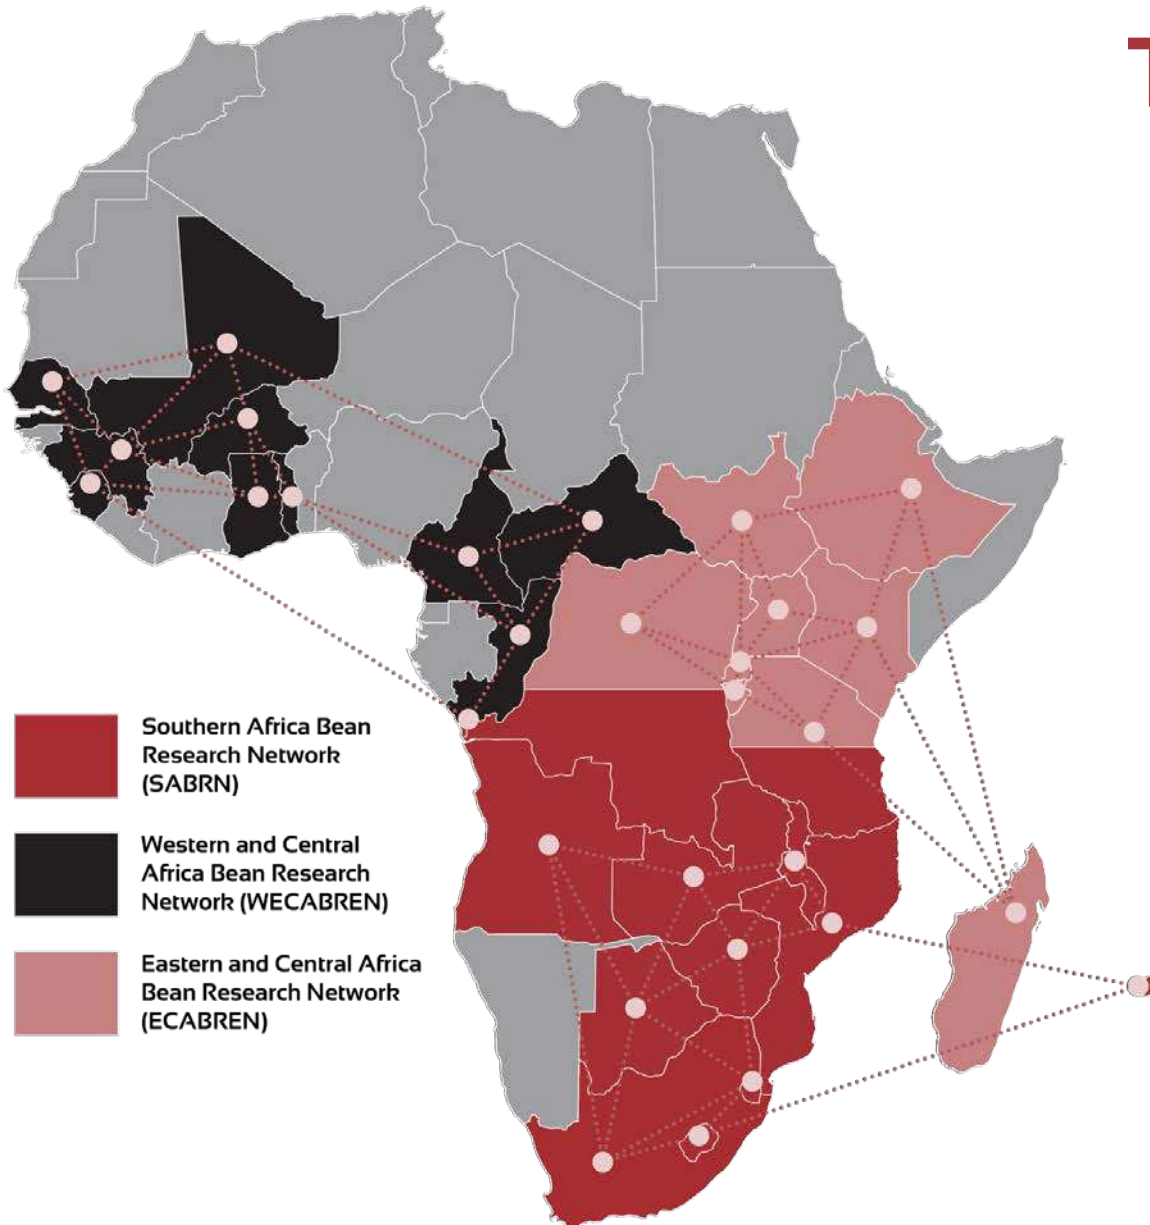 Southern Africa Bean
Research Network
(SABRN)
Western and Central
Africa Bean Research
Network (WECABREN)
Eastern and Central Africa
Bean Research Network
(ECABREN)